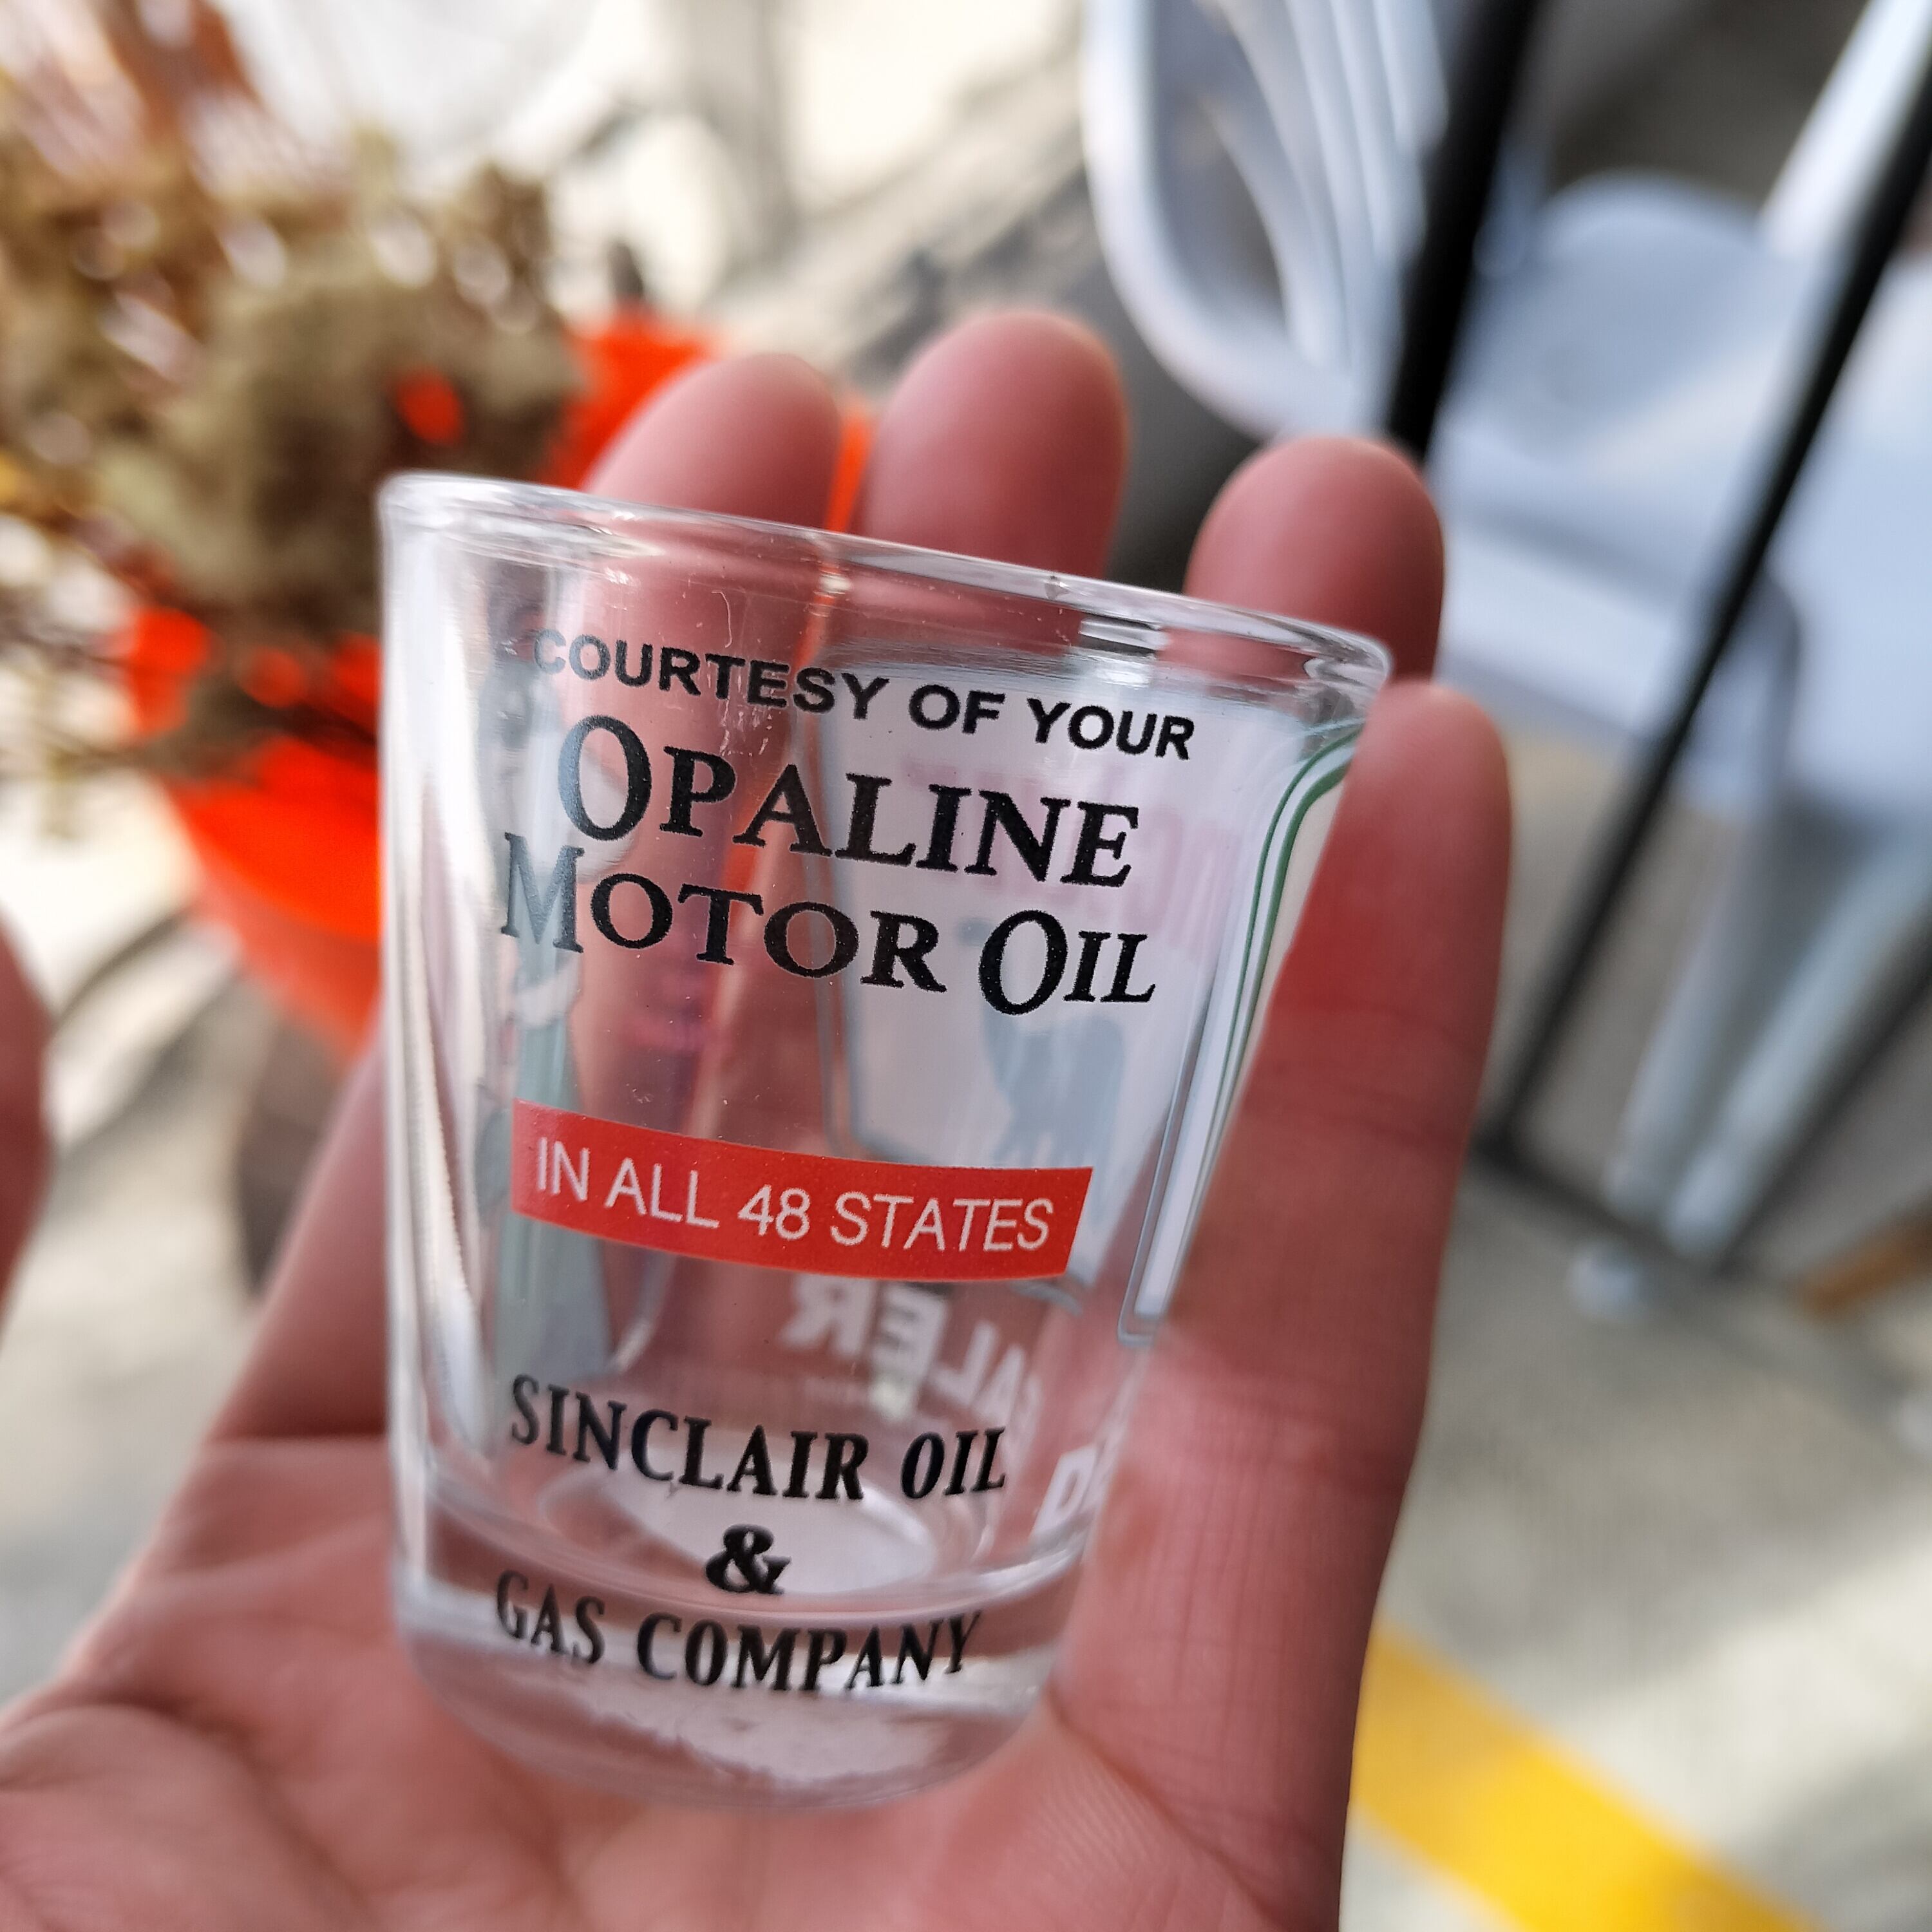 COURTESY OF YOUR
OPALINE
MOTOR OIL
IN ALL 48 STATES
SINCLAIR OIL
&
GAS COMPANY